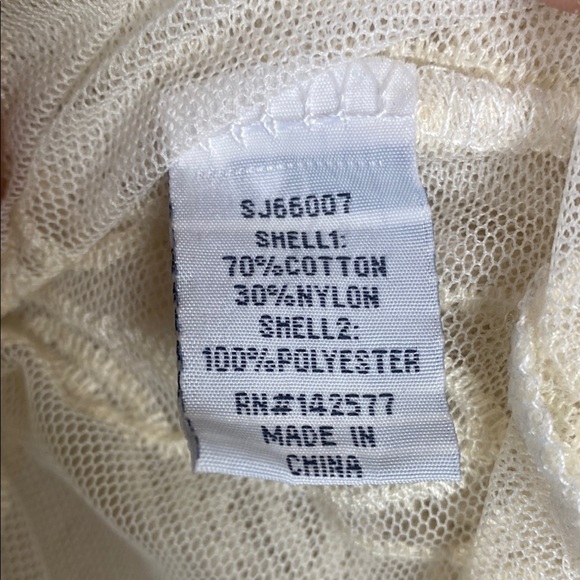 SJ66007
SHELL1:
70%COTTON
30%NYLON
SHELL2:
100%POLYESTER
RN#142577
MADE IN
CHINA